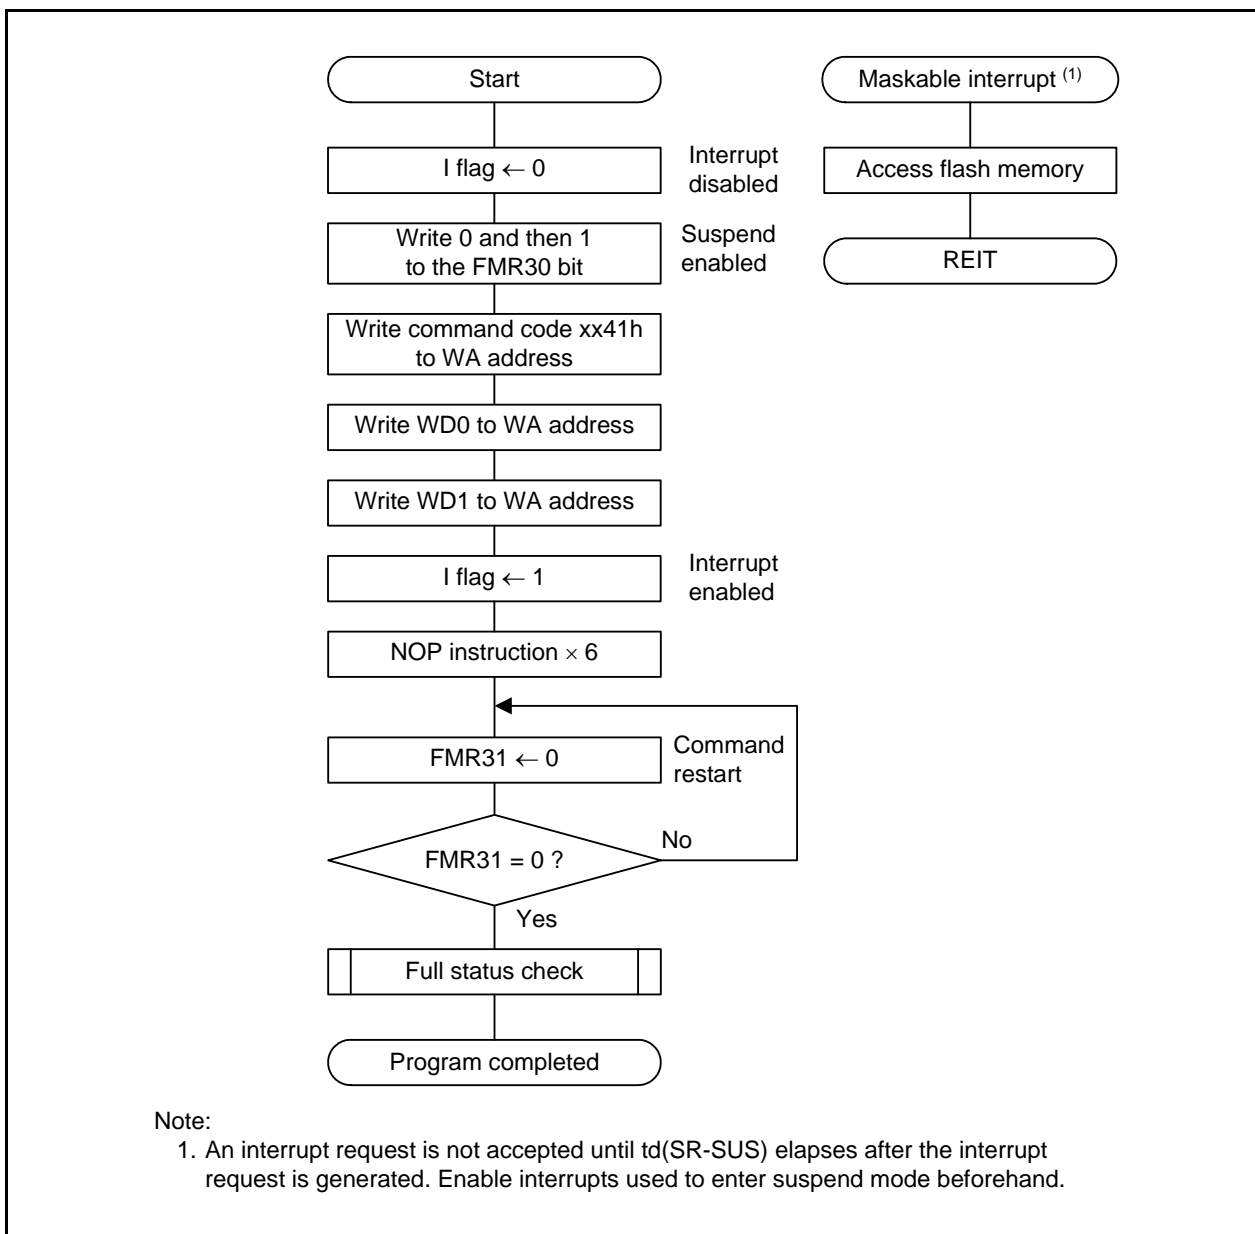 Start
I flag ← 0
Interrupt
disabled
Write 0 and then 1
to the FMR30 bit
Suspend
enabled
Write command code xx41h
to WA address
Write WD0 to WA address
Write WD1 to WA address
I flag ← 1
Interrupt
enabled
NOP instruction × 6
FMR31 ← 0
Command
restart
FMR31 = 0 ?
No
Yes
Full status check
Program completed
Maskable interrupt (1)
Access flash memory
REIT
Note:
1. An interrupt request is not accepted until td(SR-SUS) elapses after the interrupt
request is generated. Enable interrupts used to enter suspend mode beforehand.